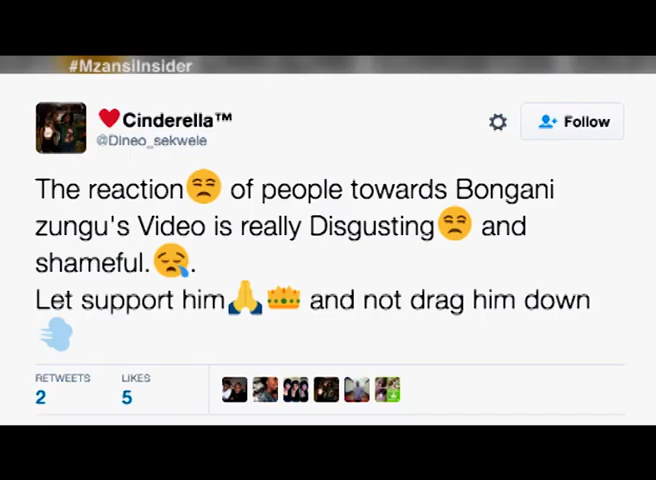 #MzansiInsider
❤Cinderella™
@Dineo_sekwele
Follow
The reaction😒 of people towards Bongani
zungu's Video is really Disgusting😒 and
shameful.😪.
Let support him🙏👑 and not drag him down
💨
RETWEETS LIKES
2 5